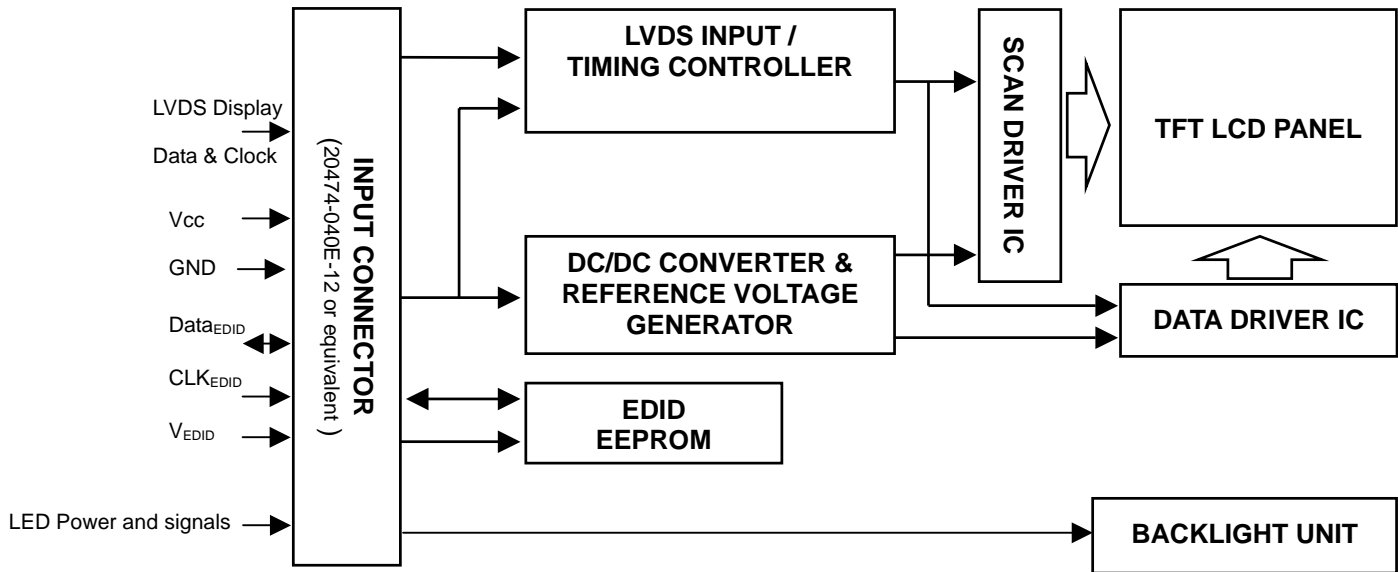 LVDS Display
Data & Clock
Vcc
GND
DataEDID
CLKEDID
VEDID
LED Power and signals
INPUT CONNECTOR
(20474-040E-12 or equivalent )
LVDS INPUT /
TIMING CONTROLLER
DC/DC CONVERTER &
REFERENCE VOLTAGE
GENERATOR
EDID
EEPROM
SCAN DRIVER IC
TFT LCD PANEL
DATA DRIVER IC
BACKLIGHT UNIT